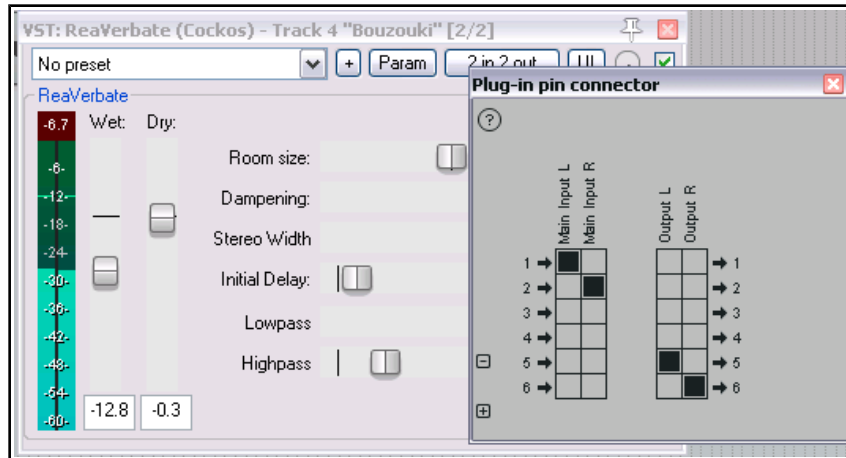 VST: ReaVerbate (Cockos) - Track 4 "Bouzouki" [2/2]
No preset
+
Param
2 in 2 out
UI
Plug-in pin connector
ReaVerbate
?
-6.7
Wet:
Dry:
Room size:
Dampening:
Stereo Width
Initial Delay:
Lowpass
Highpass
-6-
-12-
-18-
-24-
-30-
-36-
-42-
-48-
-54-
-60-
-12.8
-0.3
Main Input L
Main Input R
Output L
Output R
1
1
2
2
3
3
4
4
5
5
6
6